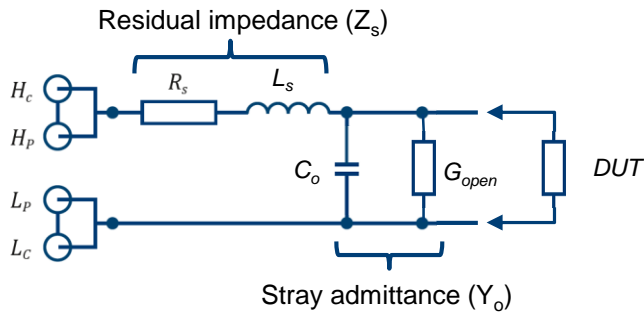 Residual impedance (Zs)
Rs
Ls
Hc
HP
Co
Gopen
DUT
LP
LC
Stray admittance (Yo)